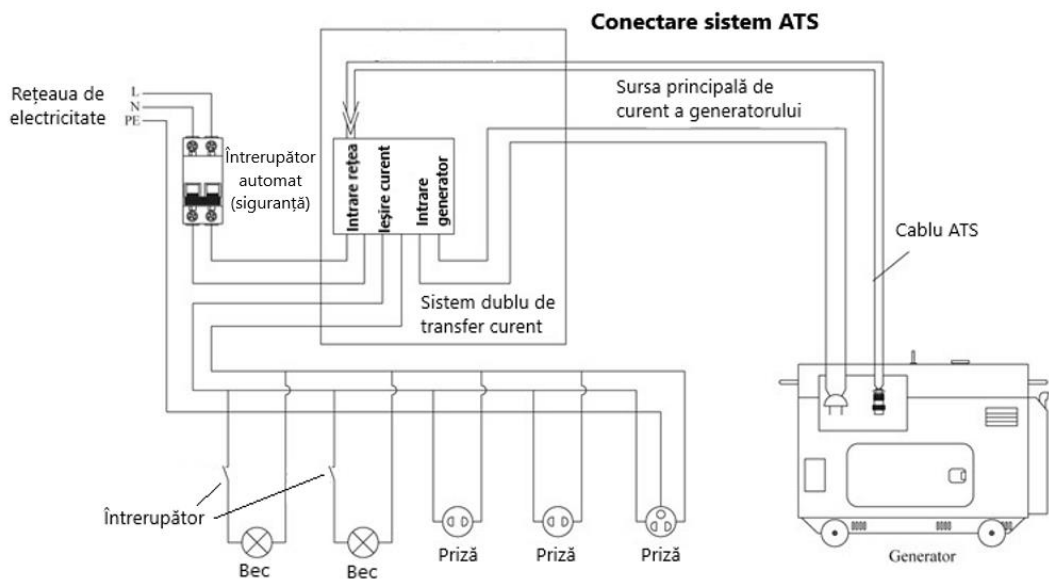 Conectare sistem ATS
Rețeaua de
electricitate
L
N
PE
Întrerupător
automat
(siguranță)
Intrare rețea
Ieșire curent
Intrare
generator
Sursa principală de
curent a generatorului
Cablu ATS
Sistem dublu de
transfer curent
Întrerupător
Bec
Bec
Priză
Priză
Priză
Generator